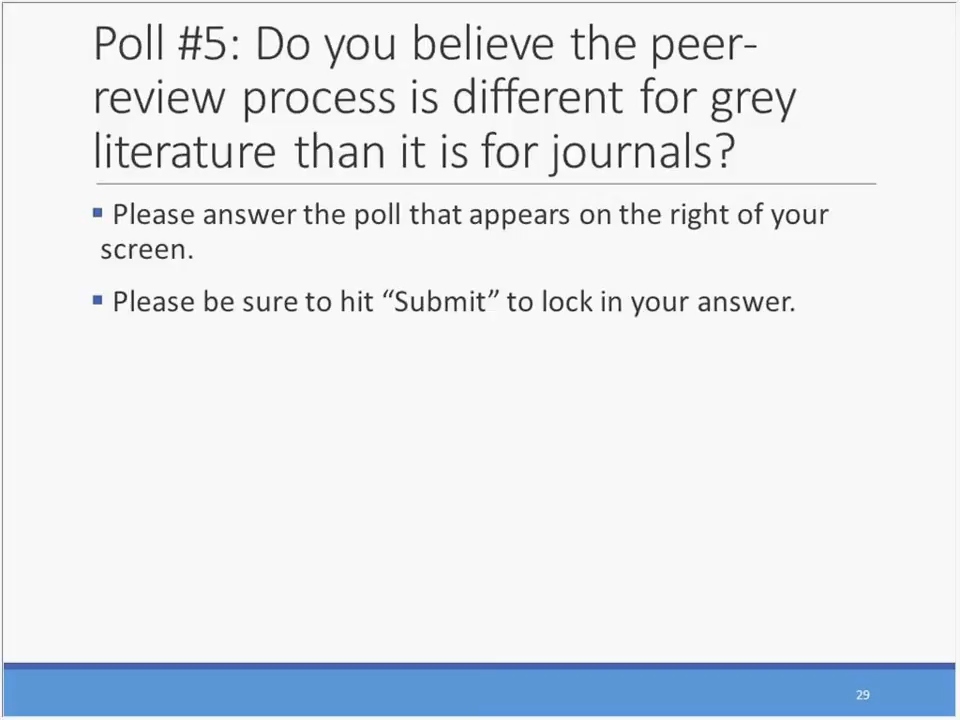 Poll #5: Do you believe the peer-
review process is different for grey
literature than it is for journals?
▪ Please answer the poll that appears on the right of your
screen.
▪ Please be sure to hit “Submit” to lock in your answer.
29